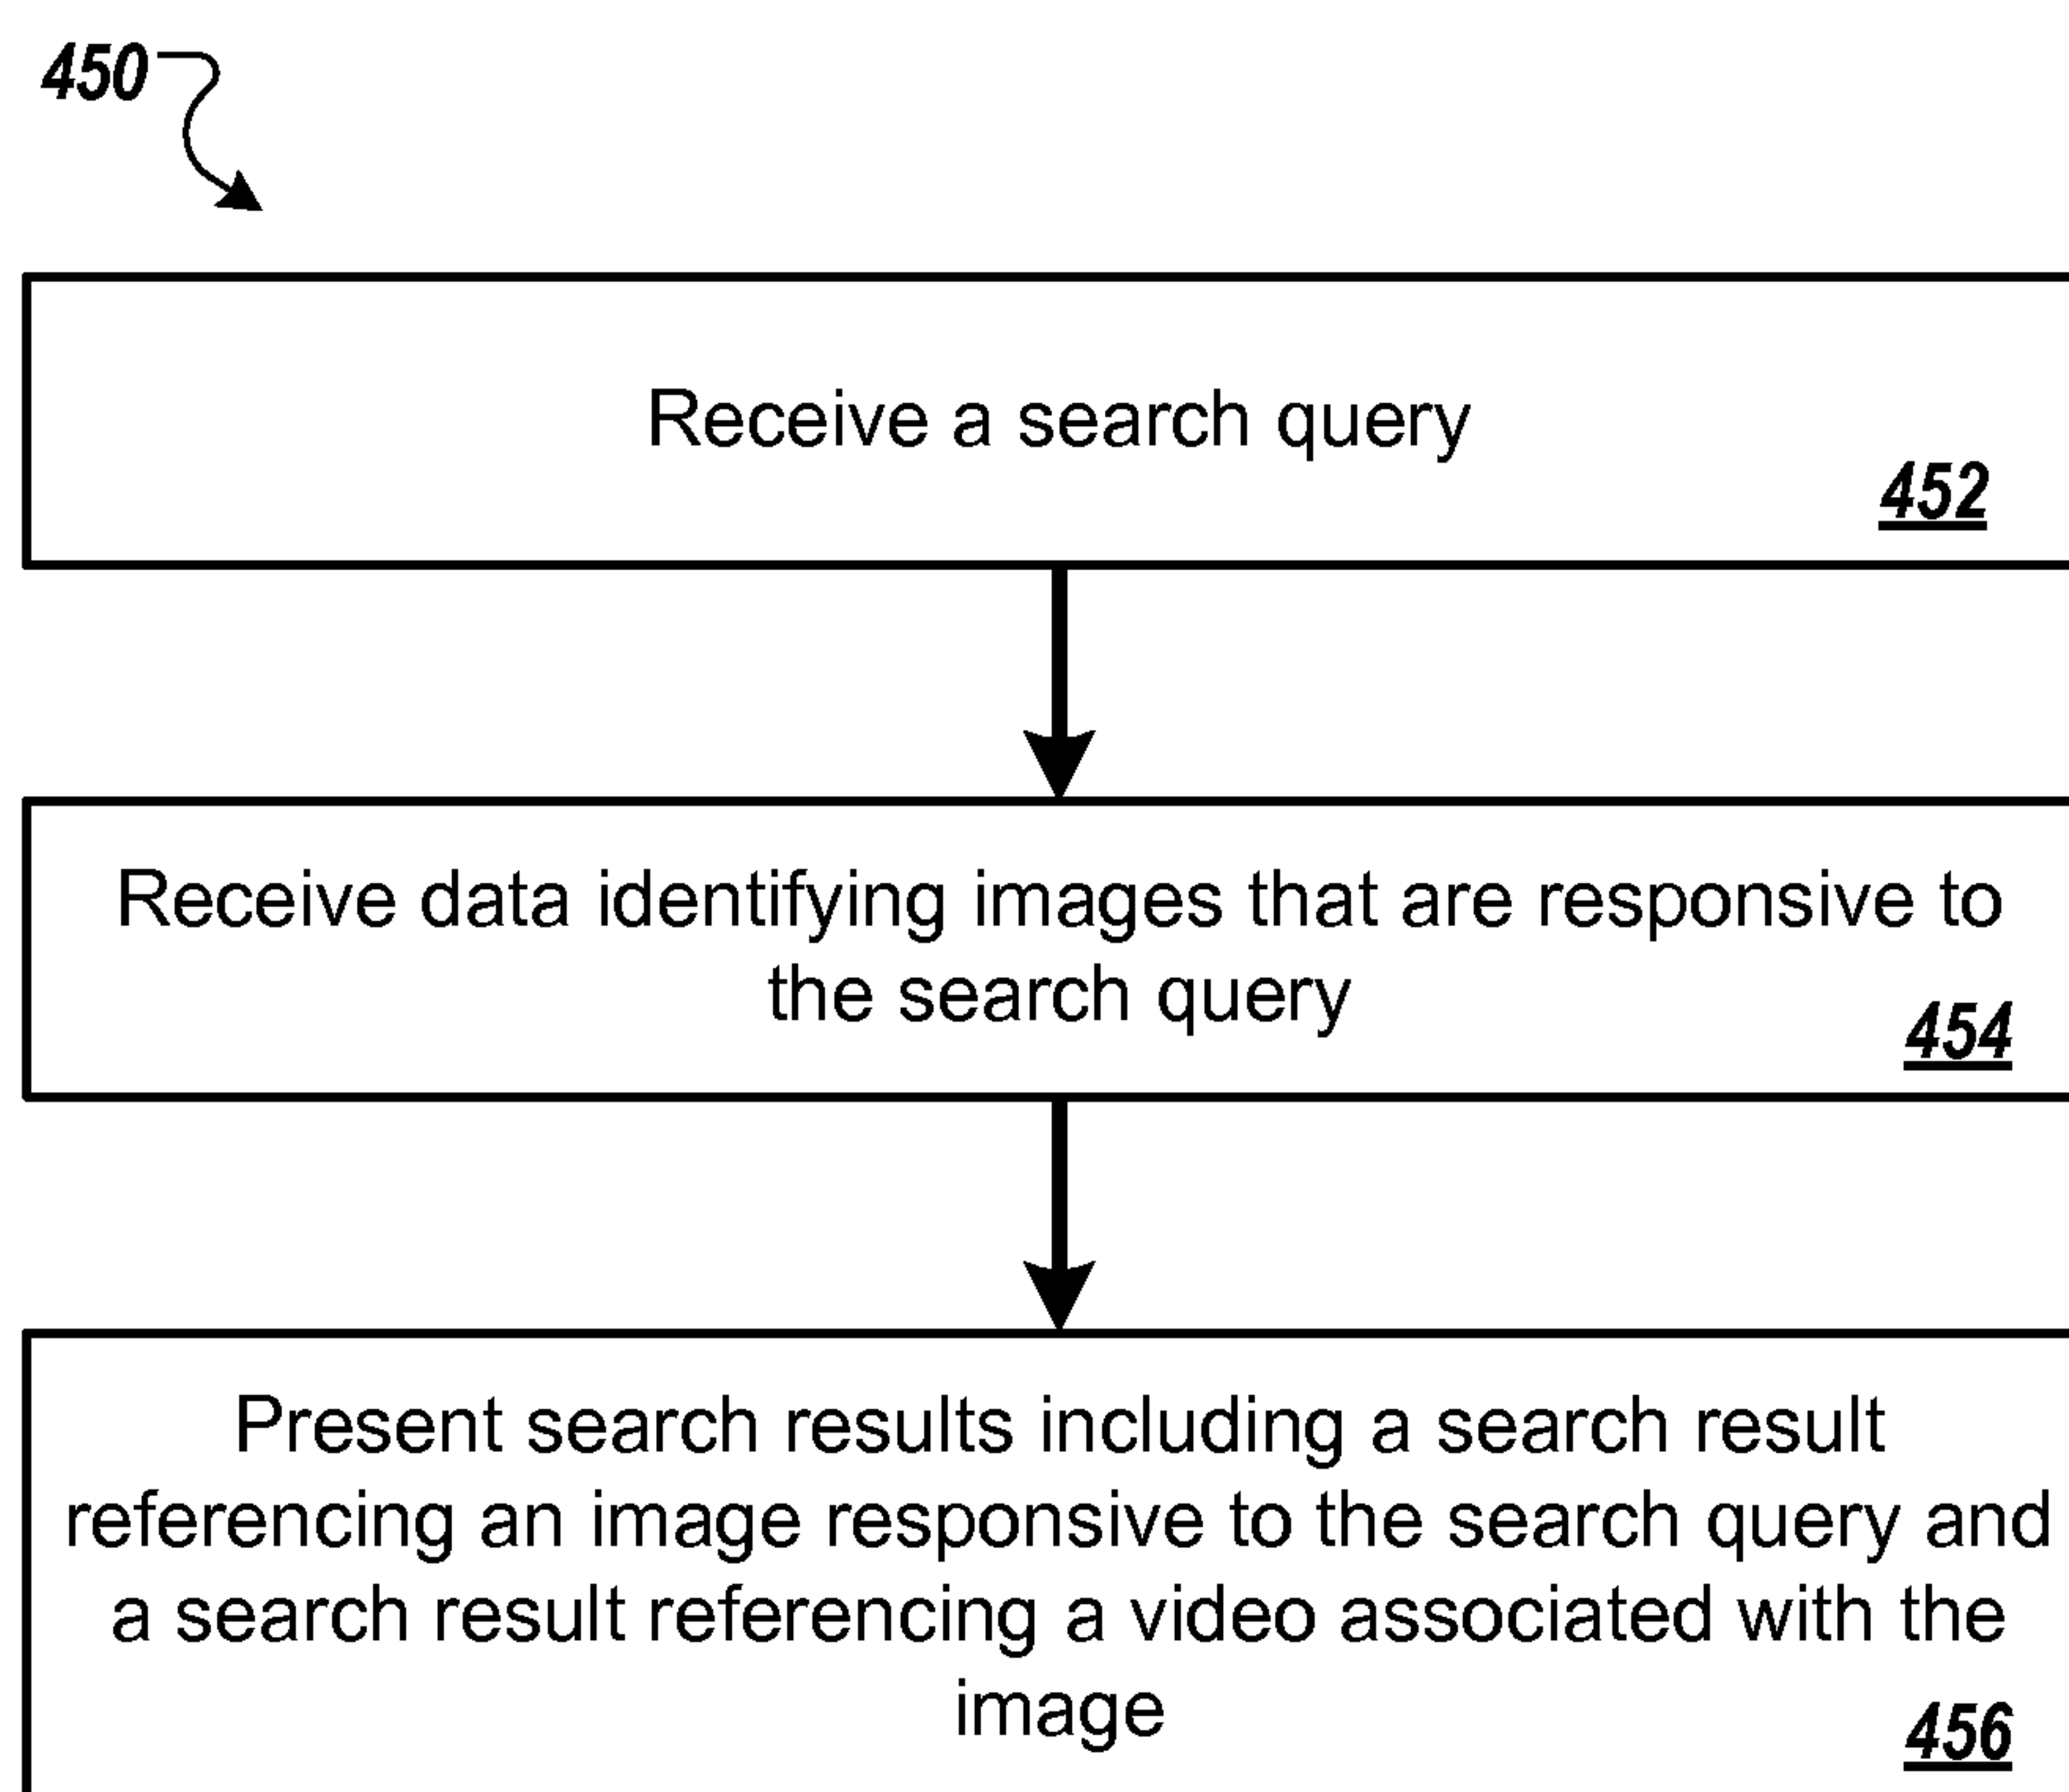 450
Receive a search query
452
Receive data identifying images that are responsive to
the search query
454
Present search results including a search result
referencing an image responsive to the search query and
a search result referencing a video associated with the
image
456